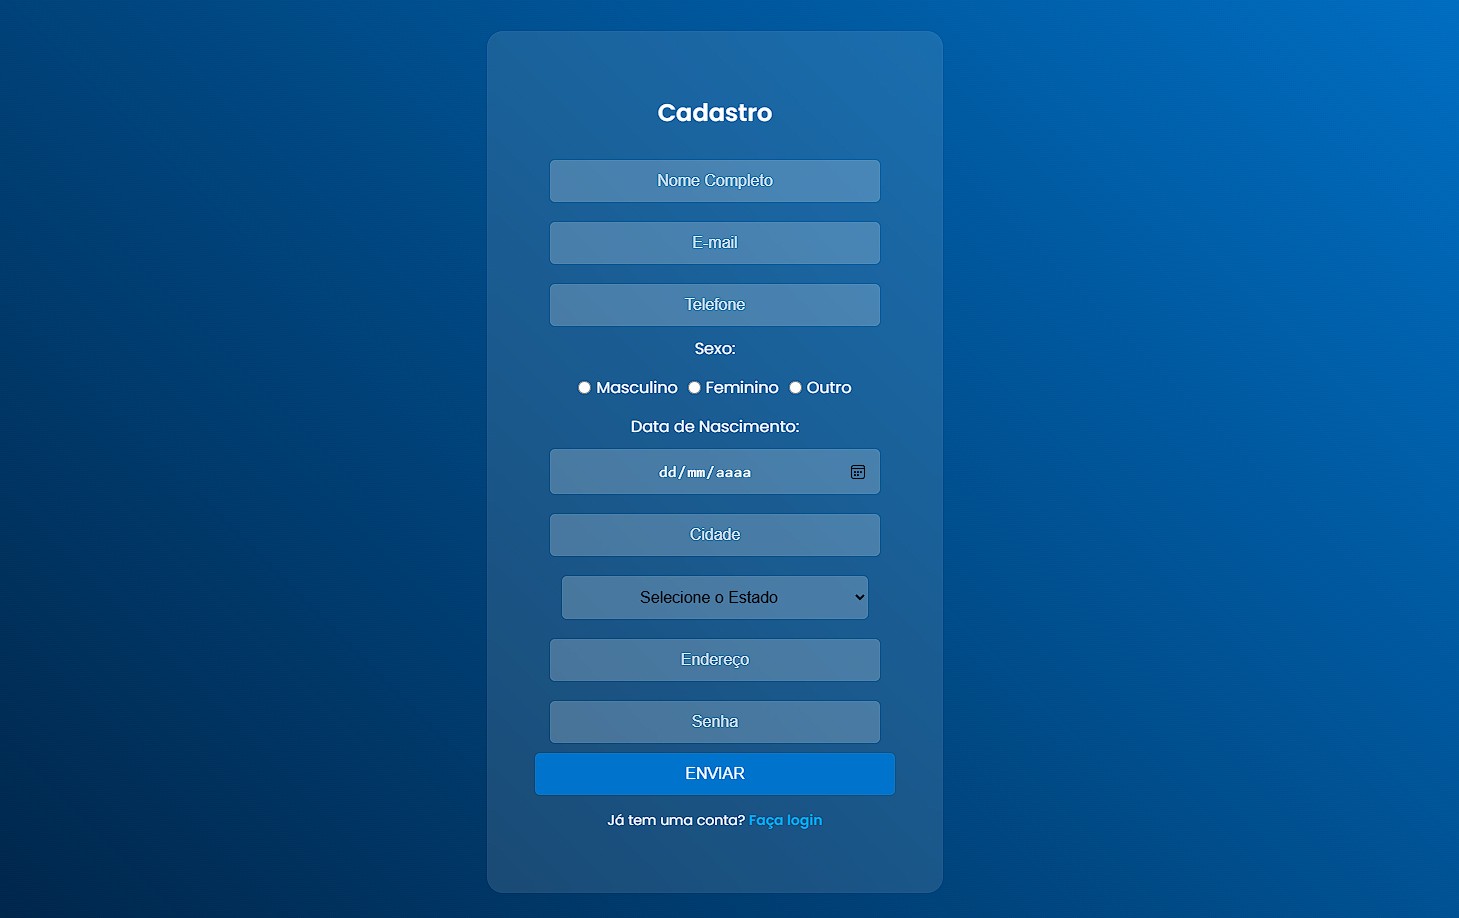 Cadastro
Nome Completo
E-mail
Telefone
Sexo:
Masculino Feminino Outro
Data de Nascimento:
dd/mm/aaaa
Cidade
Selecione o Estado
Endereço
Senha
ENVIAR
Já tem uma conta? Faça login